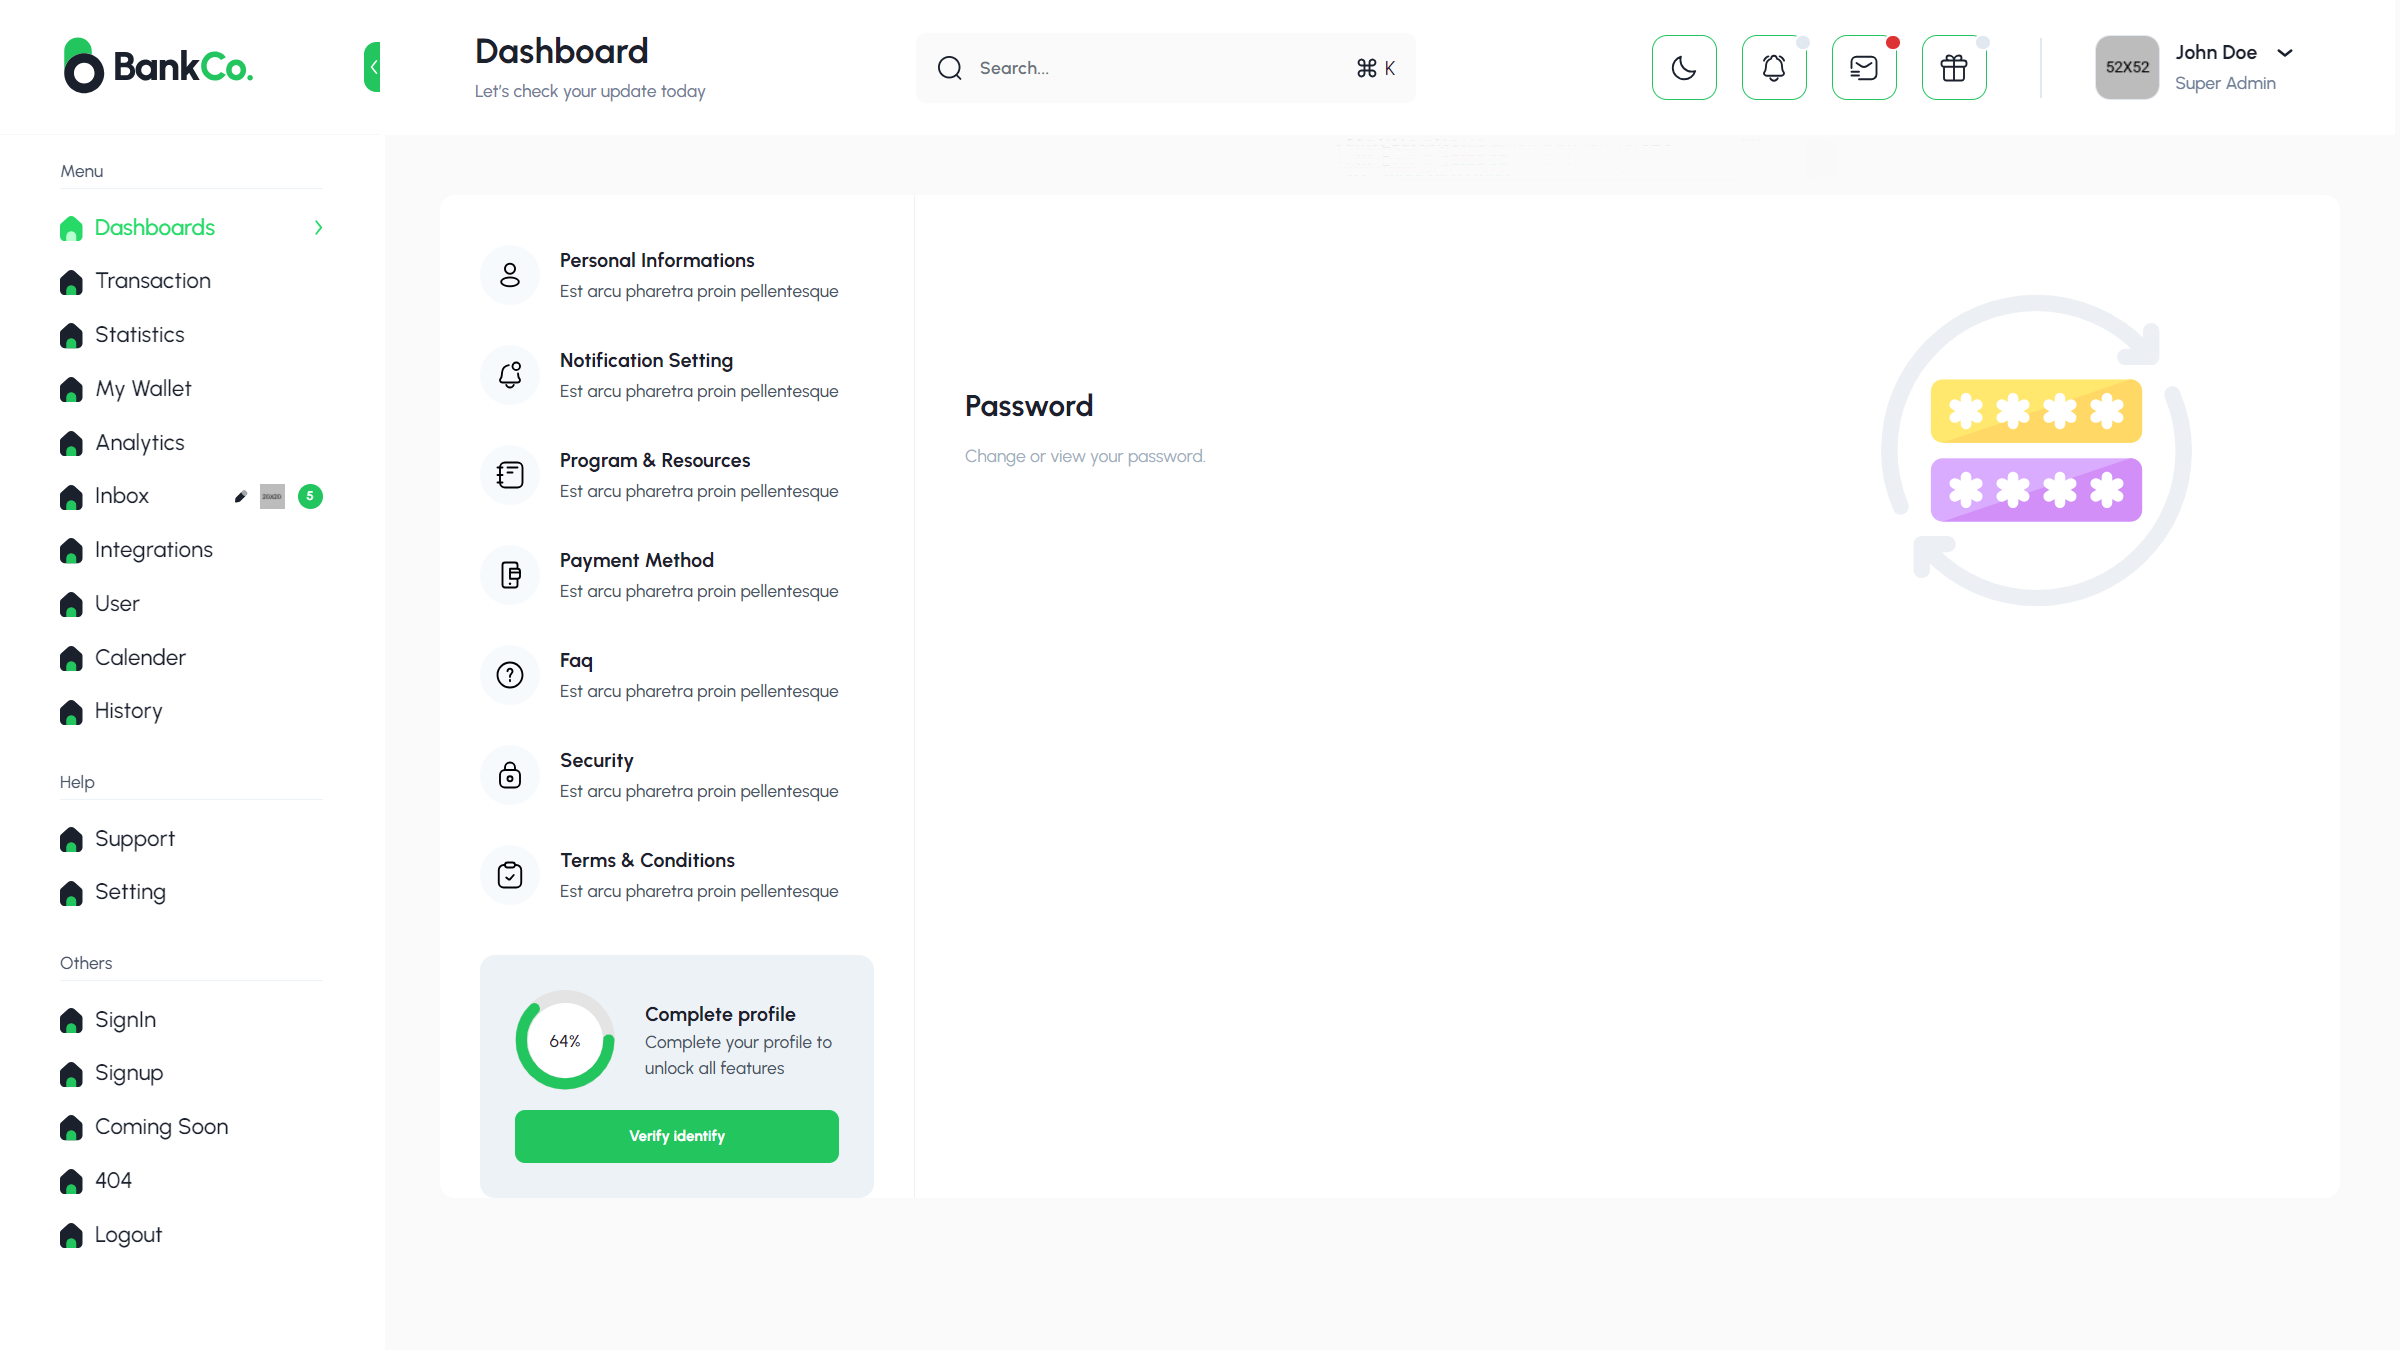 BankCo.
Dashboard
Let's check your update today
Search...
⌘ K
52X52
John Doe
Super Admin
Menu
Dashboards
Transaction
Statistics
My Wallet
Analytics
Inbox
20x20
5
Integrations
User
Calender
History
Help
Support
Setting
Others
SignIn
Signup
Coming Soon
404
Logout
Personal Informations
Est arcu pharetra proin pellentesque
Notification Setting
Est arcu pharetra proin pellentesque
Program & Resources
Est arcu pharetra proin pellentesque
Payment Method
Est arcu pharetra proin pellentesque
Faq
Est arcu pharetra proin pellentesque
Security
Est arcu pharetra proin pellentesque
Terms & Conditions
Est arcu pharetra proin pellentesque
64%
Complete profile
Complete your profile to
unlock all features
Verify identify
Password
Change or view your password.